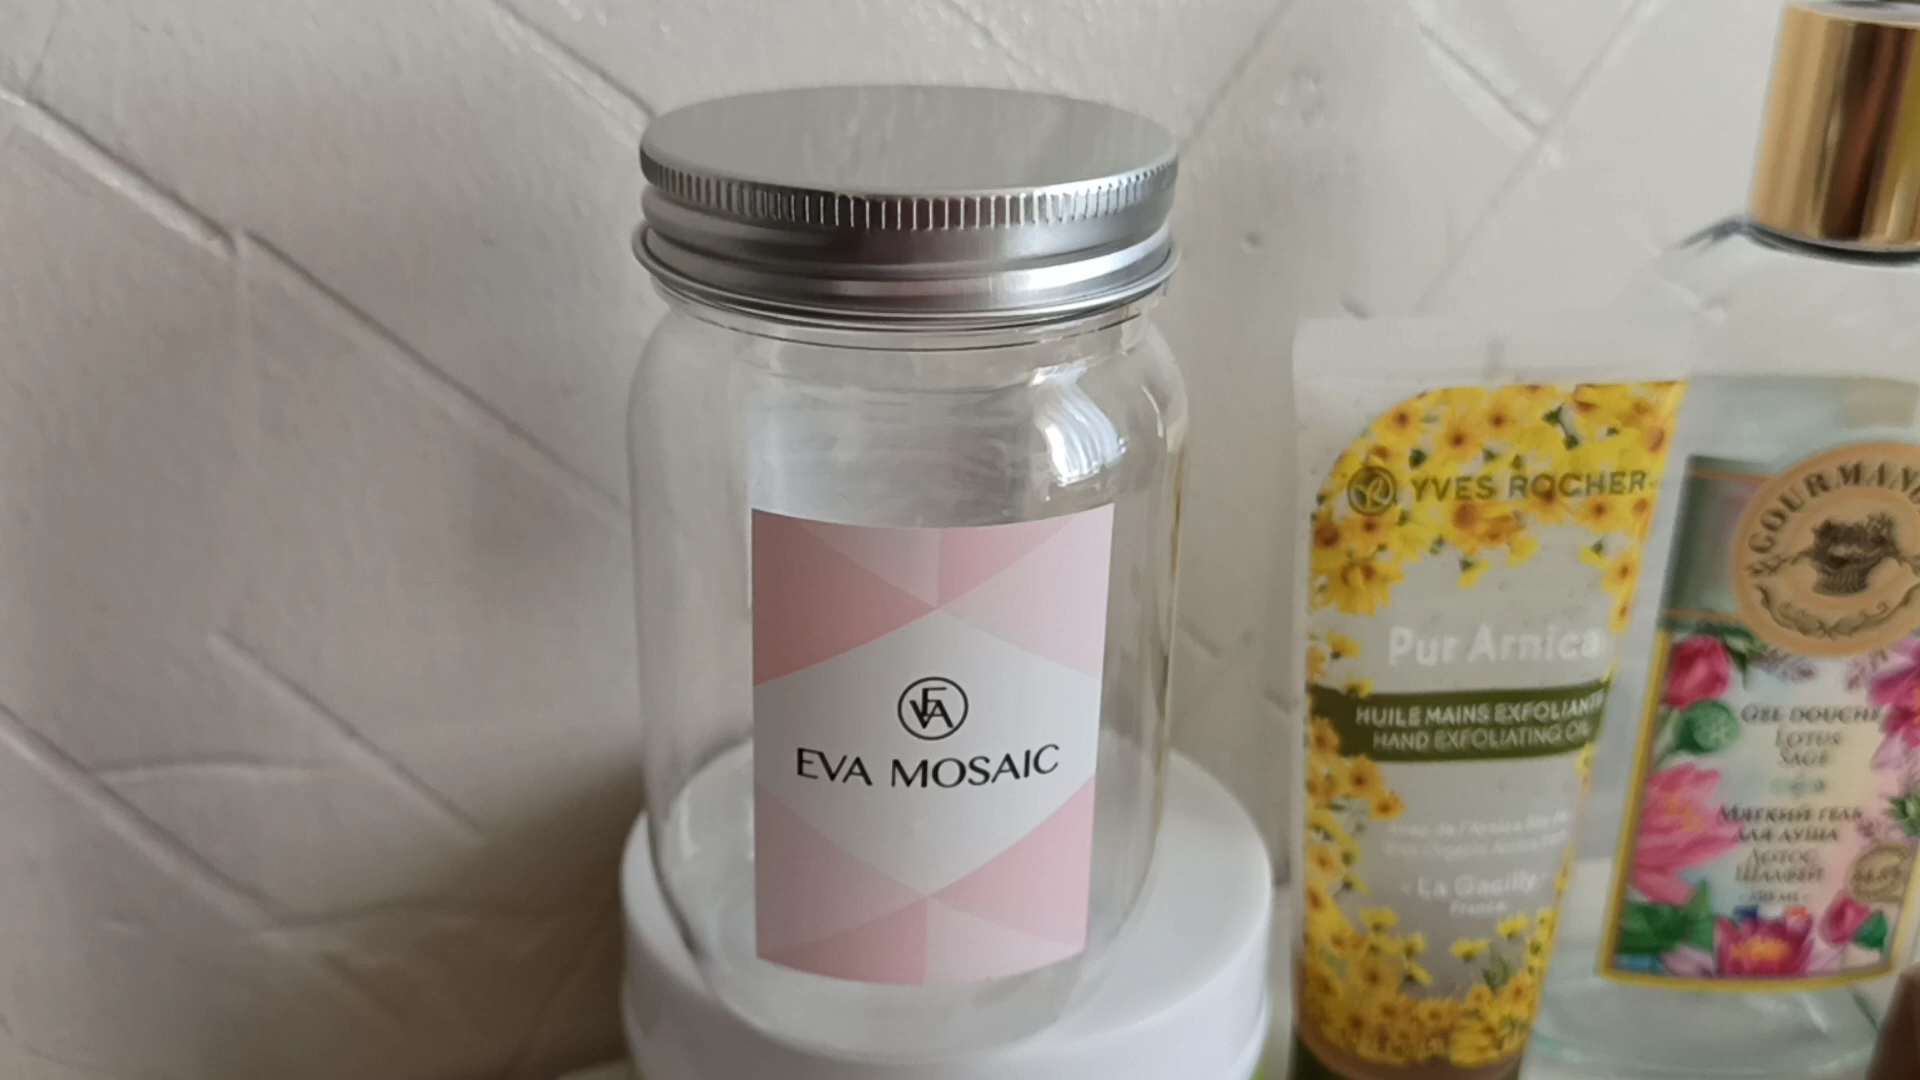 EVA
EVA MOSAIC
YVES ROCHER
Pur Arnica
HUILE MAINS EXFOLIANTE
HAND EXFOLIATING OIL
- La Gacilly -
France
GOURMAND
GEL DOUCHE
LOTUS
SAGE
МЯГКИЙ ГЕЛЬ
ДЛЯ ДУША
ЛОТОС
ШАЛФЕЙ